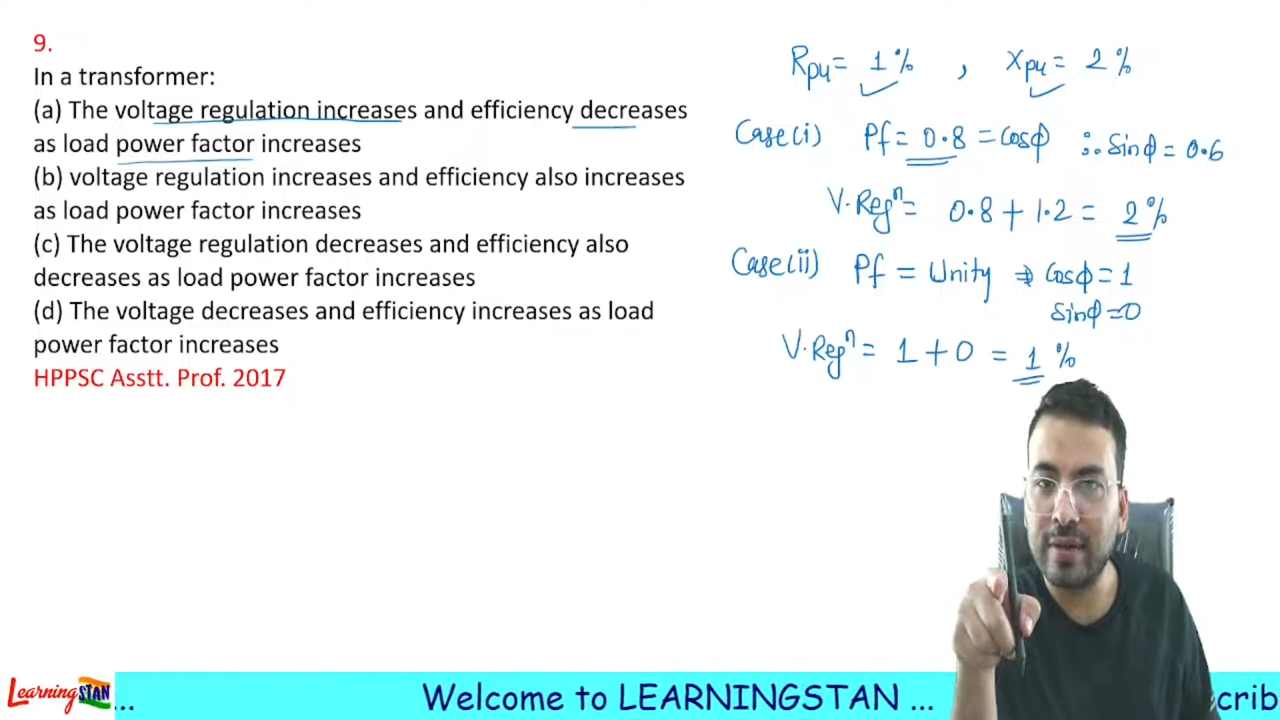 9.
In a transformer:
(a) The voltage regulation increases and efficiency decreases
as load power factor increases
(b) voltage regulation increases and efficiency also increases
as load power factor increases
(c) The voltage regulation decreases and efficiency also
decreases as load power factor increases
(d) The voltage decreases and efficiency increases as load
power factor increases
HPPSC Asstt. Prof. 2017
Rpu = 1% , Xpu = 2%
Case(i) Pf = 0.8 = cosϕ ∴ sinϕ = 0.6
V.Regⁿ = 0.8 + 1.2 = 2%
Case(ii) Pf = Unity ⇒ cosϕ = 1
sinϕ = 0
V.Regⁿ = 1 + 0 = 1%
LearningSTAN ... Welcome to LEARNINGSTAN ... scrib